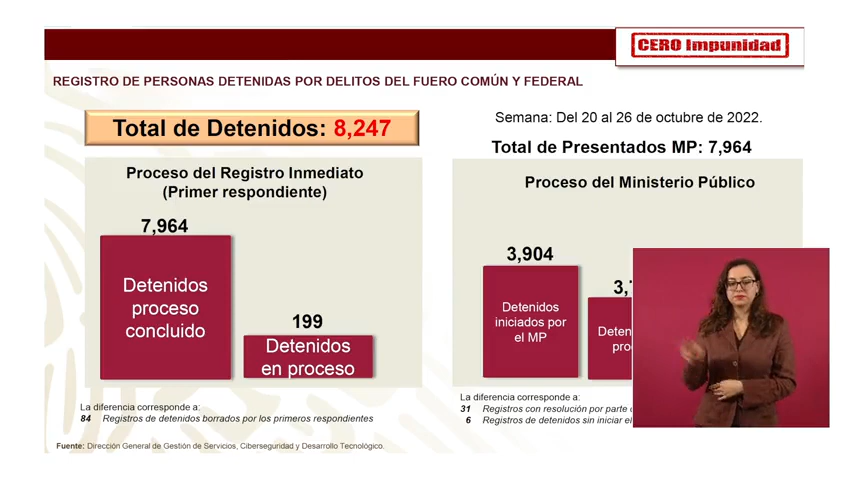 CERO Impunidad
REGISTRO DE PERSONAS DETENIDAS POR DELITOS DEL FUERO COMÚN Y FEDERAL
Total de Detenidos: 8,247
Semana: Del 20 al 26 de octubre de 2022.
Total de Presentados MP: 7,964
Proceso del Registro Inmediato
(Primer respondiente)
7,964
Detenidos
proceso
concluido
199
Detenidos
en proceso
La diferencia corresponde a:
84 Registros de detenidos borrados por los primeros respondientes
Proceso del Ministerio Público
3,904
Detenidos
iniciados por
el MP
La diferencia corresponde a:
31 Registros con resolución por parte
6 Registros de detenidos sin iniciar el
Fuente: Dirección General de Gestión de Servicios, Ciberseguridad y Desarrollo Tecnológico.